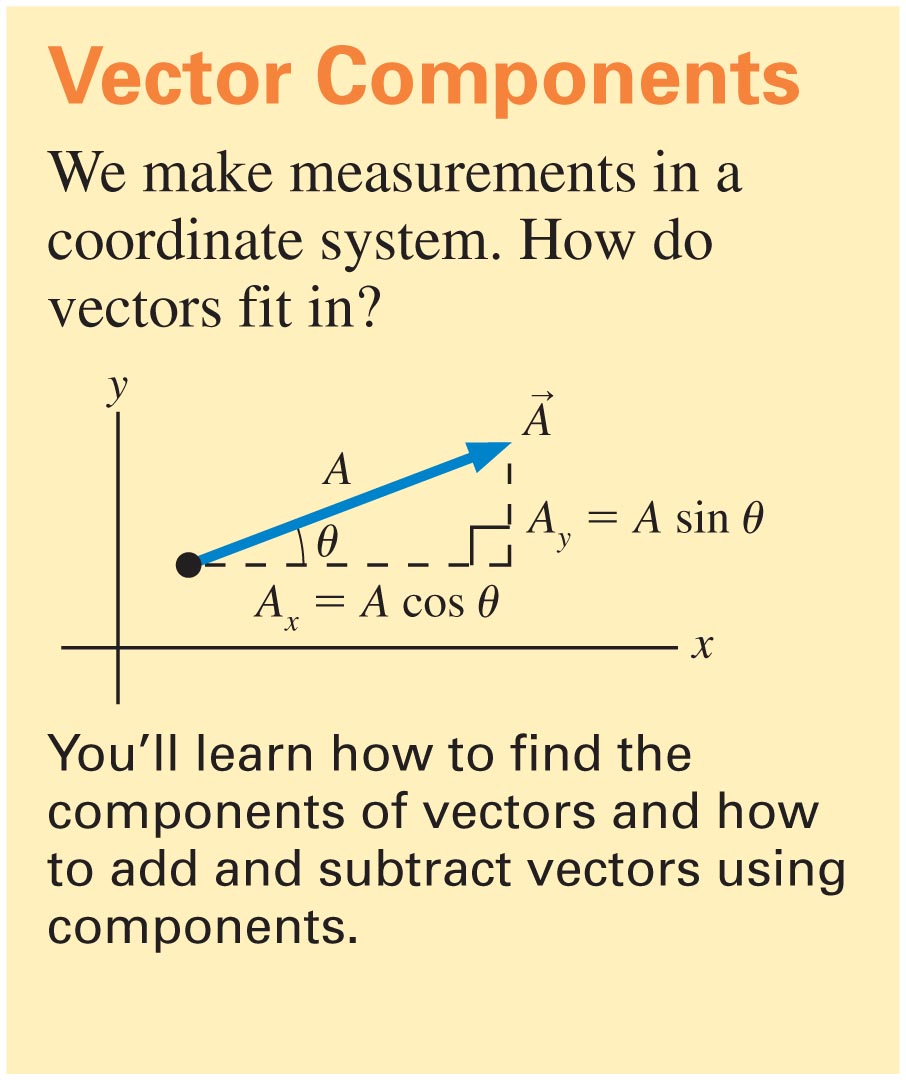 Vector Components
We make measurements in a
coordinate system. How do
vectors fit in?
y
A⃗
A
θ
A_y = A sin θ
A_x = A cos θ
x
You’ll learn how to find the
components of vectors and how
to add and subtract vectors using
components.